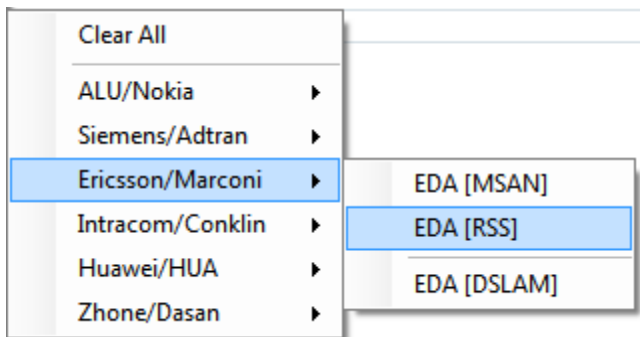 Clear All
ALU/Nokia
Siemens/Adtran
Ericsson/Marconi
Intracom/Conklin
Huawei/HUA
Zhone/Dasan
EDA [MSAN]
EDA [RSS]
EDA [DSLAM]